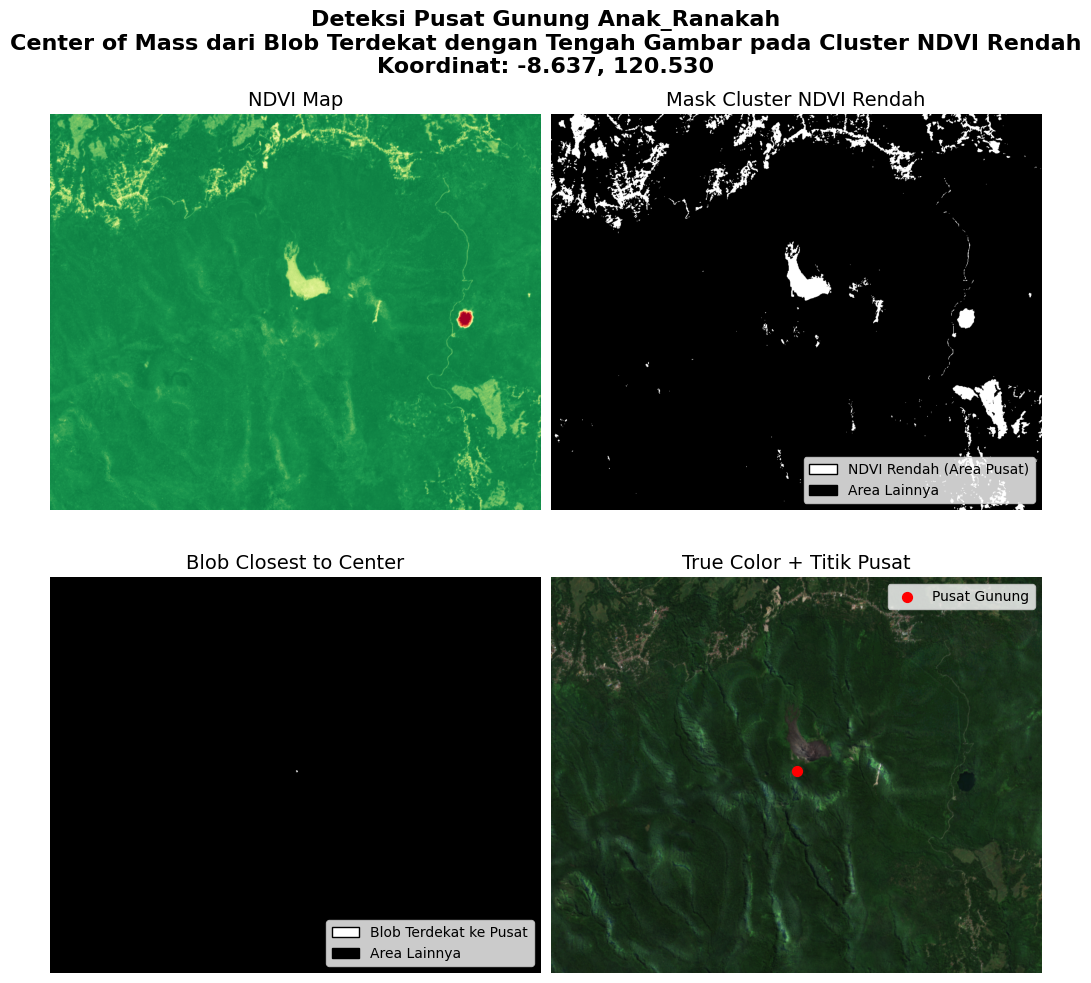 Deteksi Pusat Gunung Anak_Ranakah
Center of Mass dari Blob Terdekat dengan Tengah Gambar pada Cluster NDVI Rendah
Koordinat: -8.637, 120.530
NDVI Map
Mask Cluster NDVI Rendah
NDVI Rendah (Area Pusat)
Area Lainnya
Blob Closest to Center
True Color + Titik Pusat
Blob Terdekat ke Pusat
Area Lainnya
Pusat Gunung